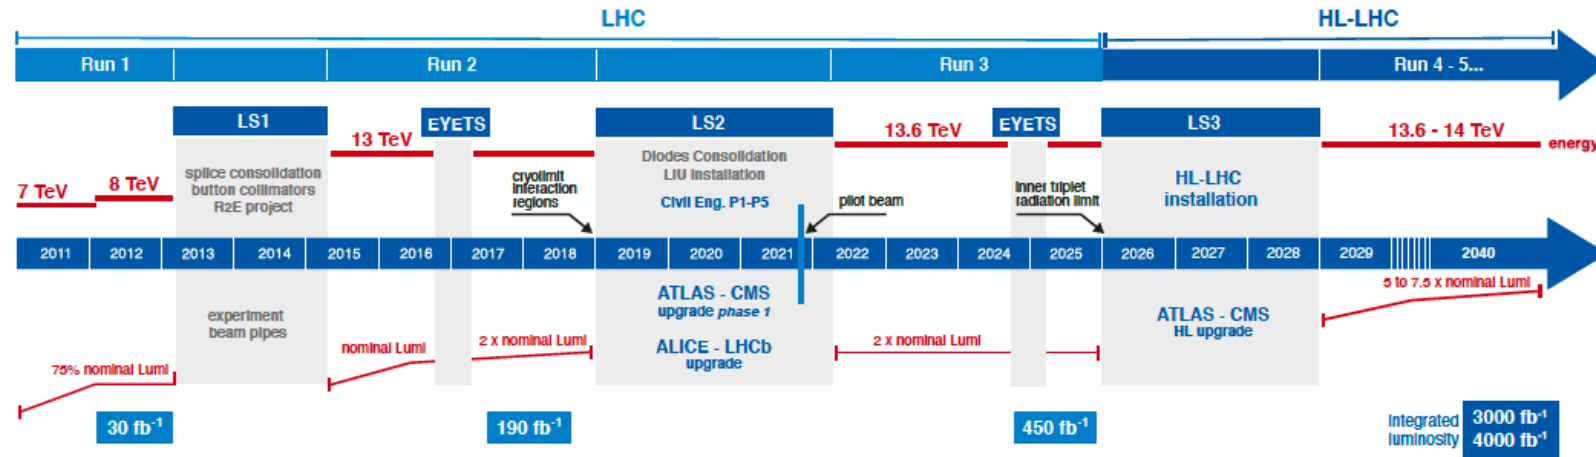 LHC
HL-LHC
Run 1
Run 2
Run 3
Run 4 - 5...
LS1
EYETS
LS2
EYETS
LS3
7 TeV
8 TeV
13 TeV
13.6 TeV
13.6 - 14 TeV
energy
splice consolidation
button collimators
R2E project
cryolimit
interaction
regions
Diodes Consolidation
LIU Installation
Civil Eng. P1-P5
pilot beam
inner triplet
radiation limit
HL-LHC
installation
2011
2012
2013
2014
2015
2016
2017
2018
2019
2020
2021
2022
2023
2024
2025
2026
2027
2028
2029
2040
experiment
beam pipes
ATLAS - CMS
upgrade phase 1
ALICE - LHCb
upgrade
ATLAS - CMS
HL upgrade
75% nominal Lumi
nominal Lumi
2 x nominal Lumi
2 x nominal Lumi
5 to 7.5 x nominal Lumi
30 fb⁻¹
190 fb⁻¹
450 fb⁻¹
integrated
luminosity
3000 fb⁻¹
4000 fb⁻¹